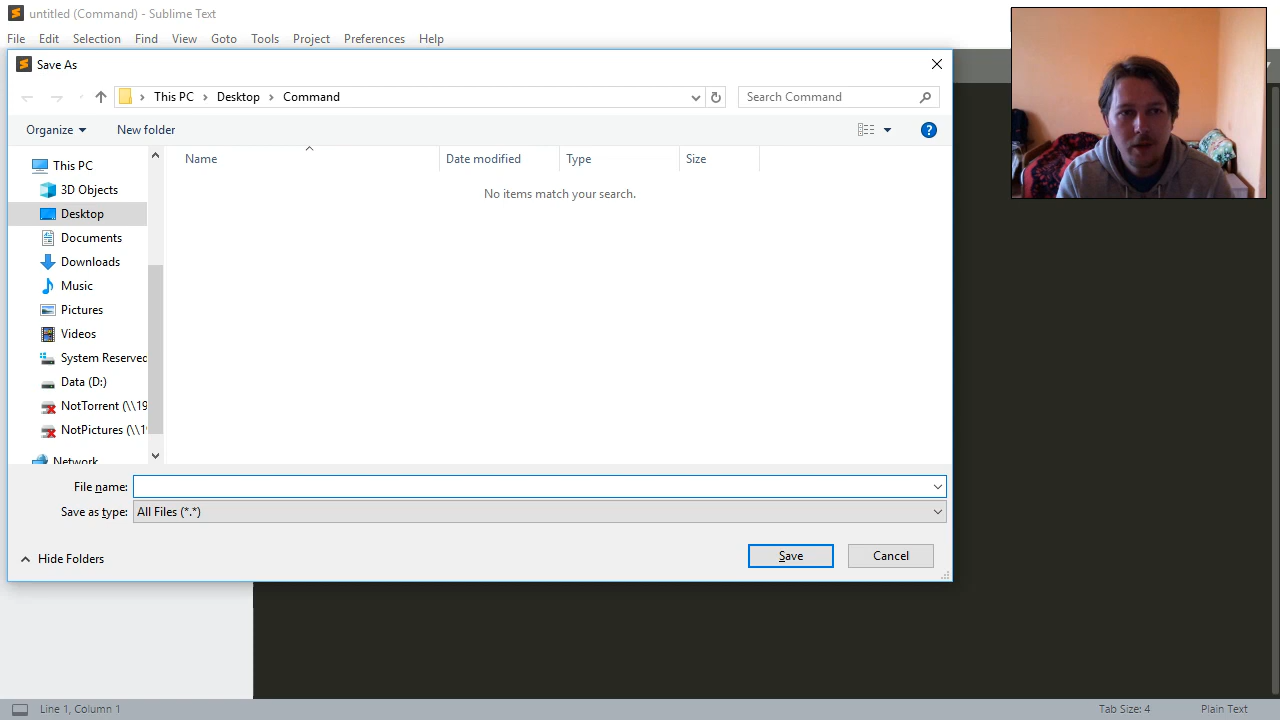 untitled (Command) - Sublime Text
File Edit Selection Find View Goto Tools Project Preferences Help
Save As
This PC Desktop Command
Search Command
Organize New folder
Name Date modified Type Size
No items match your search.
This PC
3D Objects
Desktop
Documents
Downloads
Music
Pictures
Videos
System Reserved
Data (D:)
NotTorrent (\\19
NotPictures (\\1
Network
File name:
Save as type: All Files (*.*)
Hide Folders
Save Cancel
Line 1, Column 1 Tab Size: 4 Plain Text